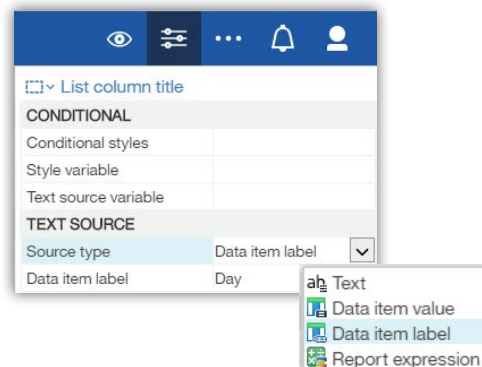 List column title
CONDITIONAL
Conditional styles
Style variable
Text source variable
TEXT SOURCE
Source type Data item label
Data item label Day
ab Text
Data item value
Data item label
Report expression